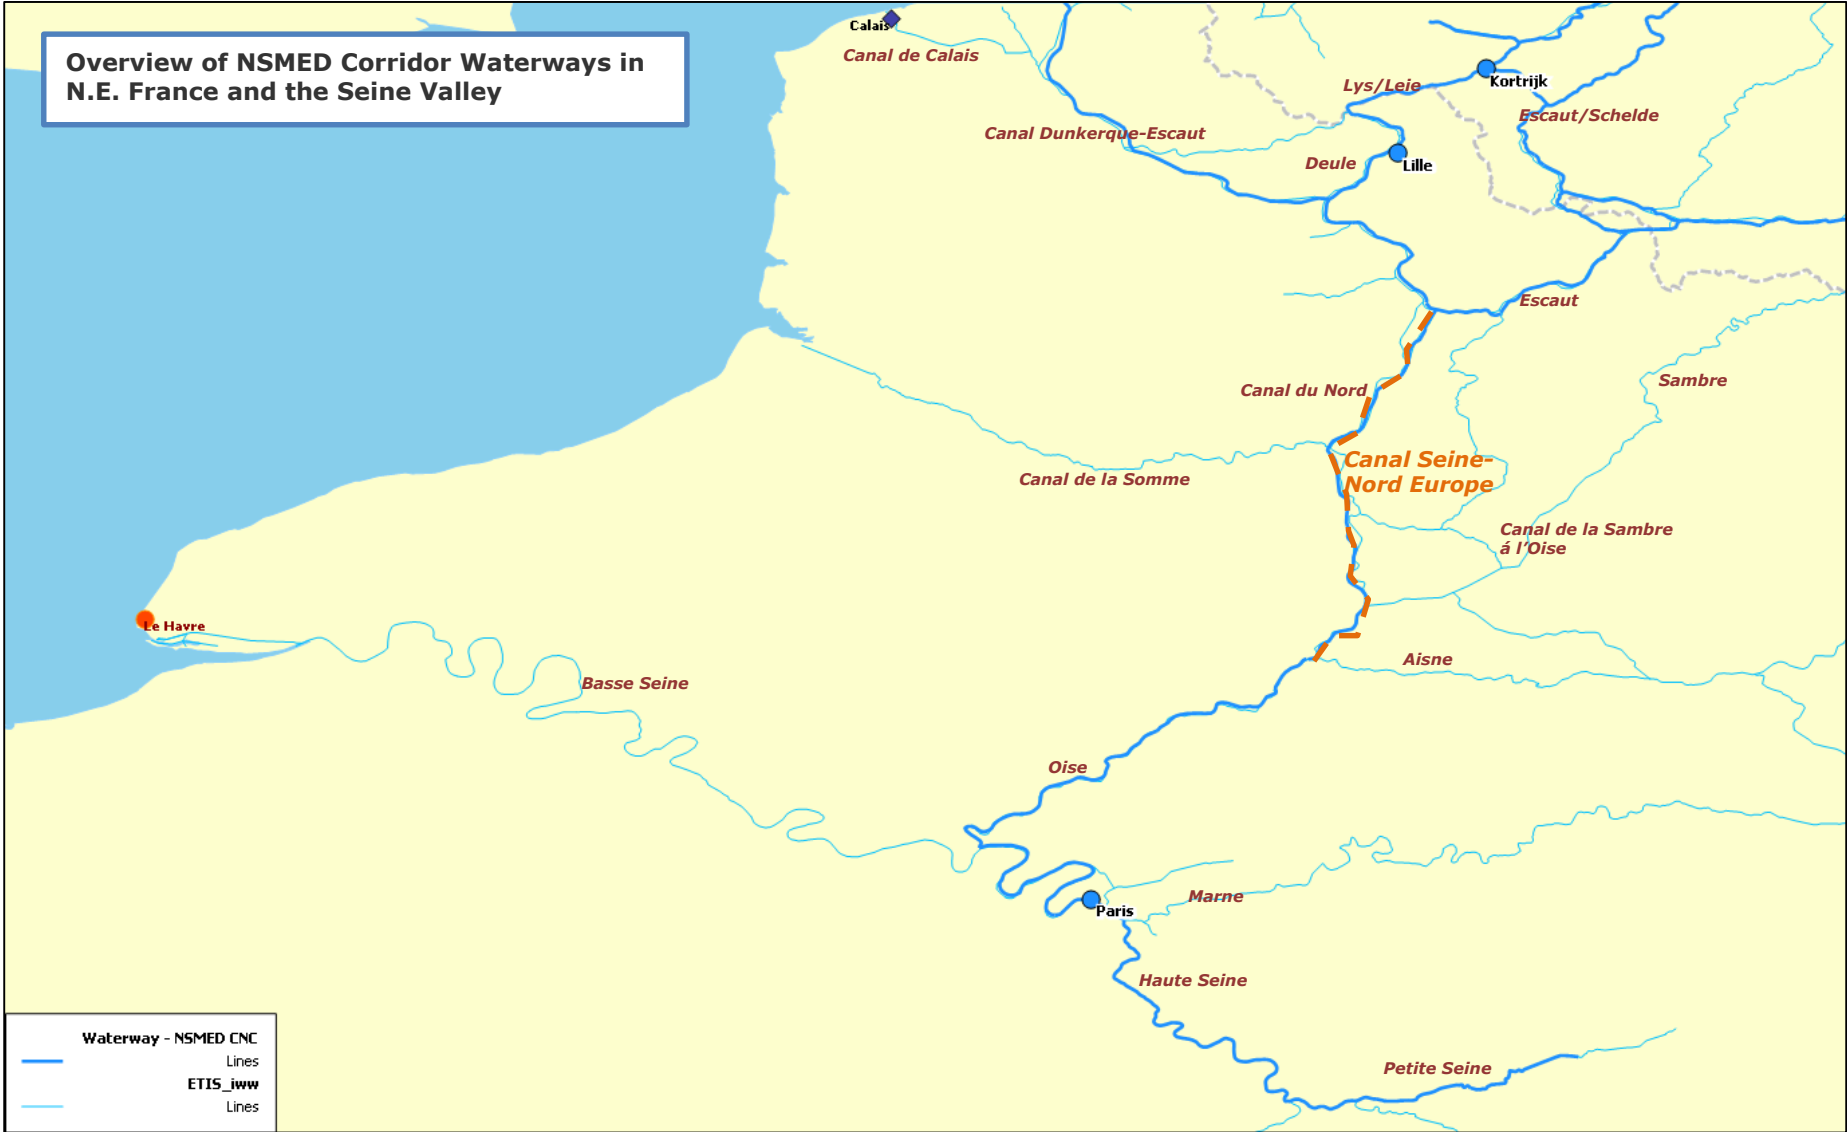 Overview of NSMED Corridor Waterways in
N.E. France and the Seine Valley
Calais
Canal de Calais
Lys/Leie
Kortrijk
Escaut/Schelde
Canal Dunkerque-Escaut
Deule
Lille
Escaut
Canal du Nord
Sambre
Canal Seine-
Nord Europe
Canal de la Somme
Canal de la Sambre
á l'Oise
Le Havre
Aisne
Basse Seine
Oise
Marne
Paris
Haute Seine
Petite Seine
Waterway - NSMED CNC
Lines
ETIS_iww
Lines